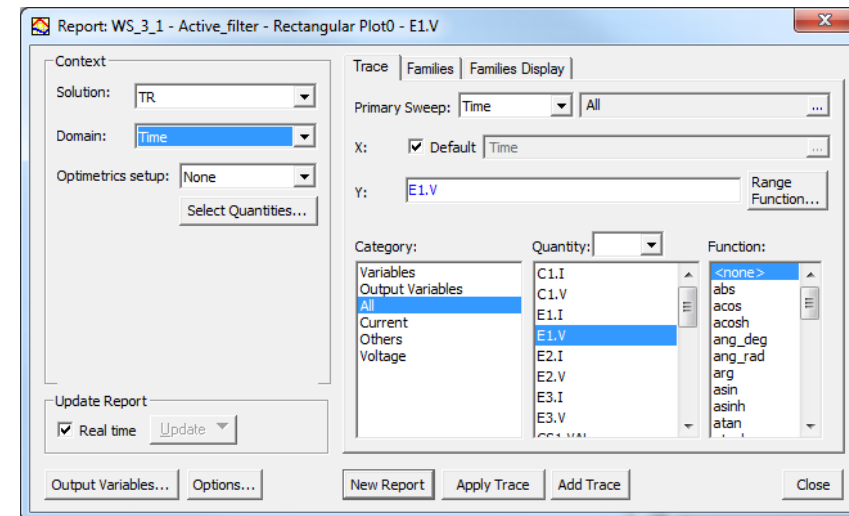 Report: WS_3_1 - Active_filter - Rectangular Plot0 - E1.V
x
Context
Solution: TR
Domain: Time
Optimetrics setup: None
Select Quantities...
Update Report
Real time Update
Trace Families Families Display
Primary Sweep: Time All ...
X: Default Time ...
Y: E1.V Range Function...
Category:
Variables
Output Variables
All
Current
Others
Voltage
Quantity:
C1.I
C1.V
E1.I
E1.V
E2.I
E2.V
E3.I
E3.V
Function:
<none>
abs
acos
acosh
ang_deg
ang_rad
arg
asin
asinh
atan
Output Variables... Options... New Report Apply Trace Add Trace Close